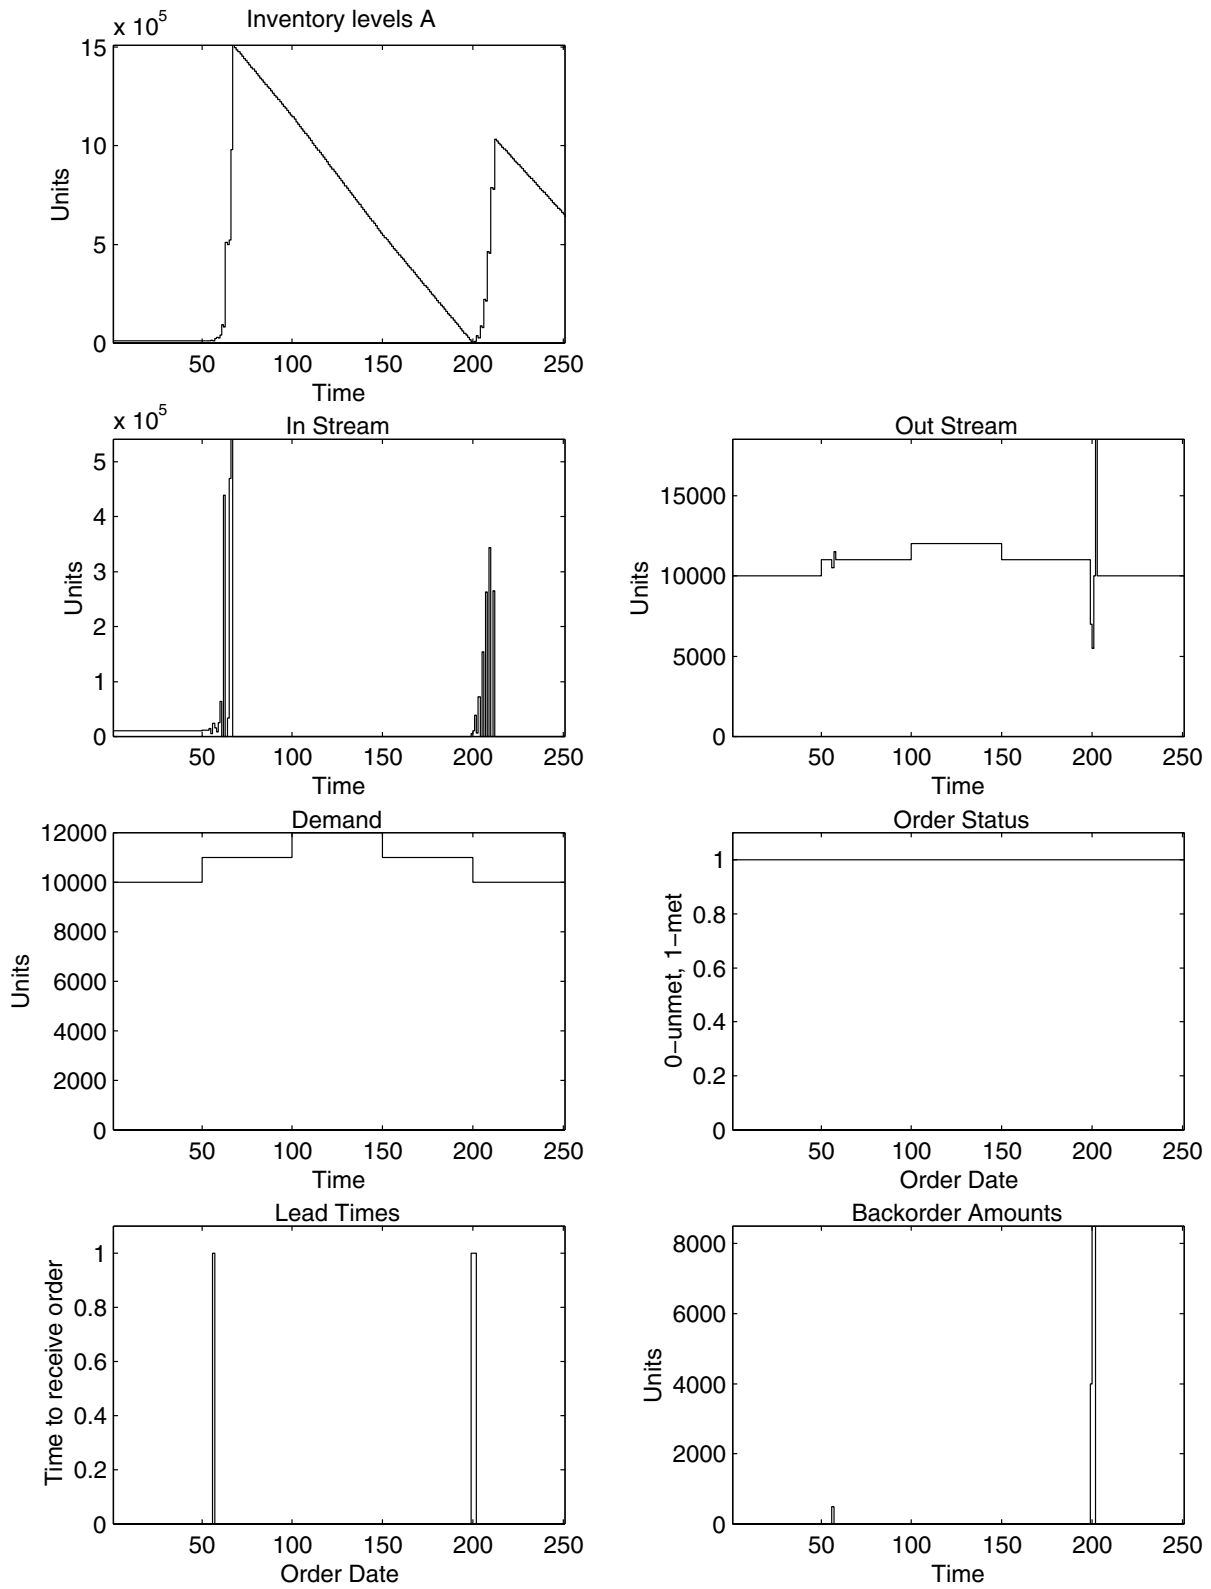 Inventory levels A
x 10^5
15
10
5
0
Units
50 100 150 200 250
Time
In Stream
x 10^5
5
4
3
2
1
0
Units
50 100 150 200 250
Time
Out Stream
15000
10000
5000
0
Units
50 100 150 200 250
Time
Demand
12000
10000
8000
6000
4000
2000
0
Units
50 100 150 200 250
Time
Order Status
1
0.8
0.6
0.4
0.2
0
0−unmet, 1−met
50 100 150 200 250
Order Date
Lead Times
1
0.8
0.6
0.4
0.2
0
Time to receive order
50 100 150 200 250
Order Date
Backorder Amounts
8000
6000
4000
2000
0
Units
50 100 150 200 250
Time